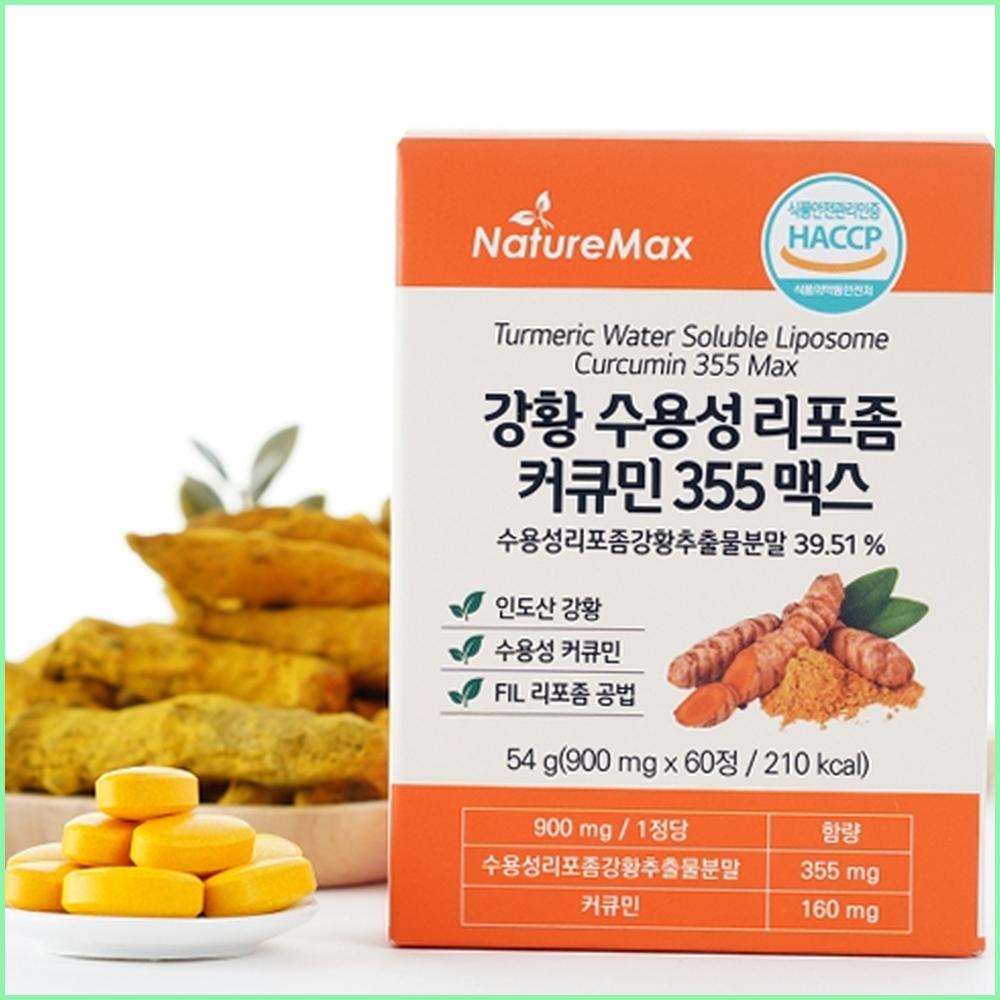 NatureMax
식품안전관리인증
HACCP
식품의약품안전처
Turmeric Water Soluble Liposome
Curcumin 355 Max
강황 수용성 리포좀
커큐민 355 맥스
수용성리포좀강황추출물분말 39.51 %
인도산 강황
수용성 커큐민
FIL 리포좀 공법
54 g(900 mg x 60정 / 210 kcal)
900 mg / 1정당 함량
수용성리포좀강황추출물분말 355 mg
커큐민 160 mg